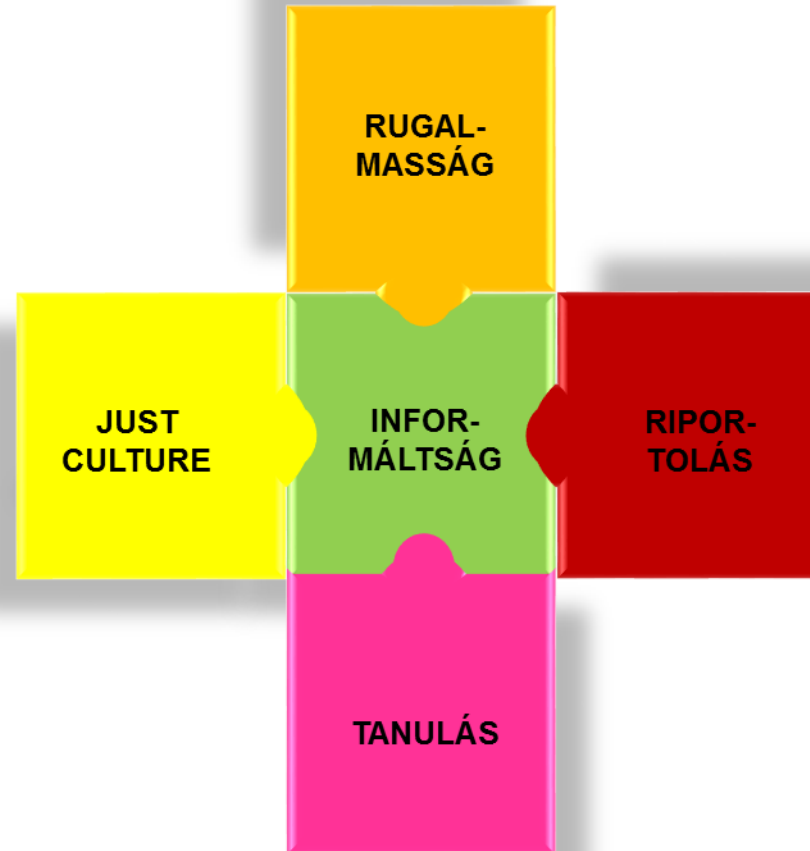 RUGAL-
MASSÁG
JUST
CULTURE
INFOR-
MÁLTSÁG
RIPOR-
TOLÁS
TANULÁS